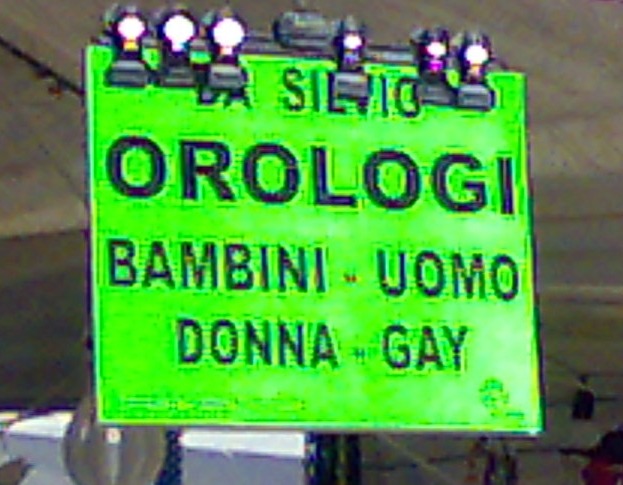 DA SILVIO
OROLOGI
BAMBINI - UOMO
DONNA - GAY